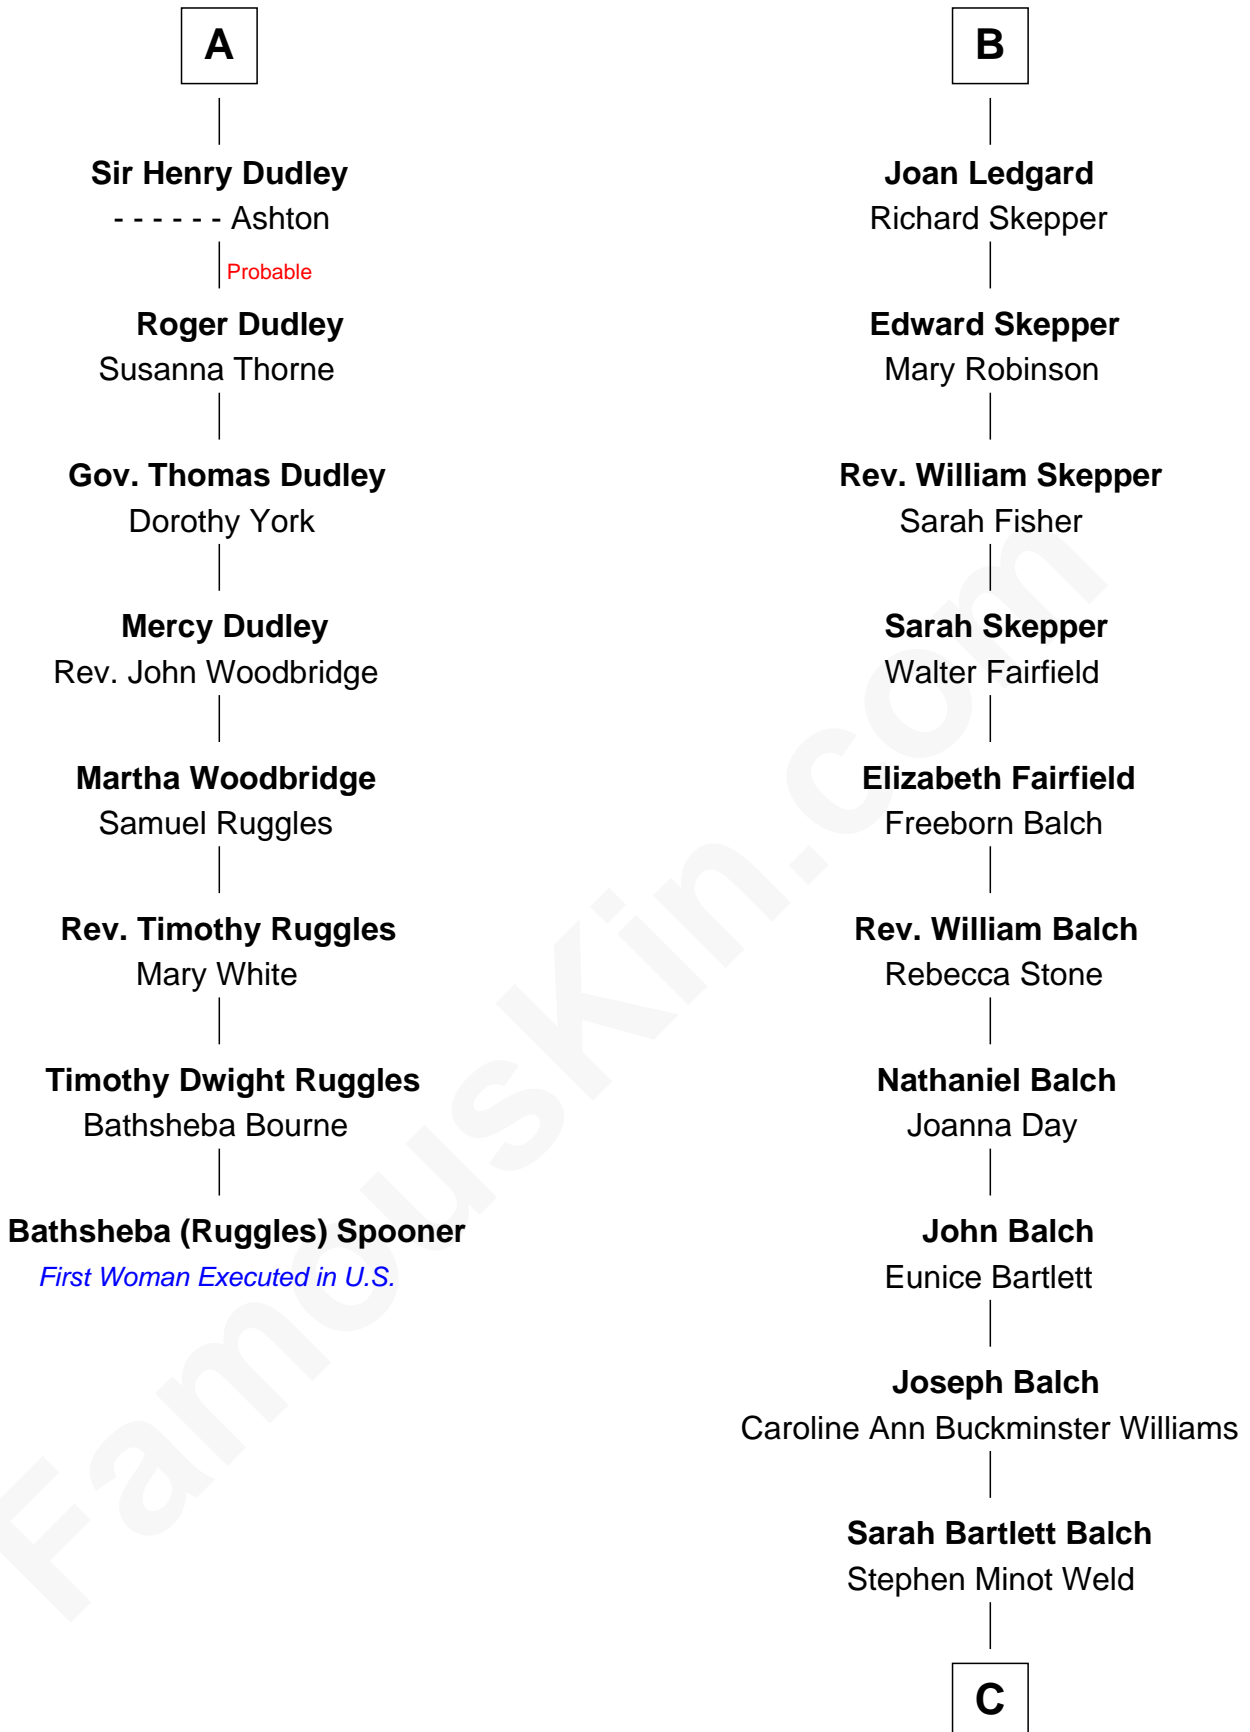 A
Sir Henry Dudley
- - - - - - Ashton
Probable
Roger Dudley
Susanna Thorne
Gov. Thomas Dudley
Dorothy York
Mercy Dudley
Rev. John Woodbridge
Martha Woodbridge
Samuel Ruggles
Rev. Timothy Ruggles
Mary White
Timothy Dwight Ruggles
Bathsheba Bourne
Bathsheba (Ruggles) Spooner
First Woman Executed in U.S.
B
Joan Ledgard
Richard Skepper
Edward Skepper
Mary Robinson
Rev. William Skepper
Sarah Fisher
Sarah Skepper
Walter Fairfield
Elizabeth Fairfield
Freeborn Balch
Rev. William Balch
Rebecca Stone
Nathaniel Balch
Joanna Day
John Balch
Eunice Bartlett
Joseph Balch
Caroline Ann Buckminster Williams
Sarah Bartlett Balch
Stephen Minot Weld
C
FamousKin.com